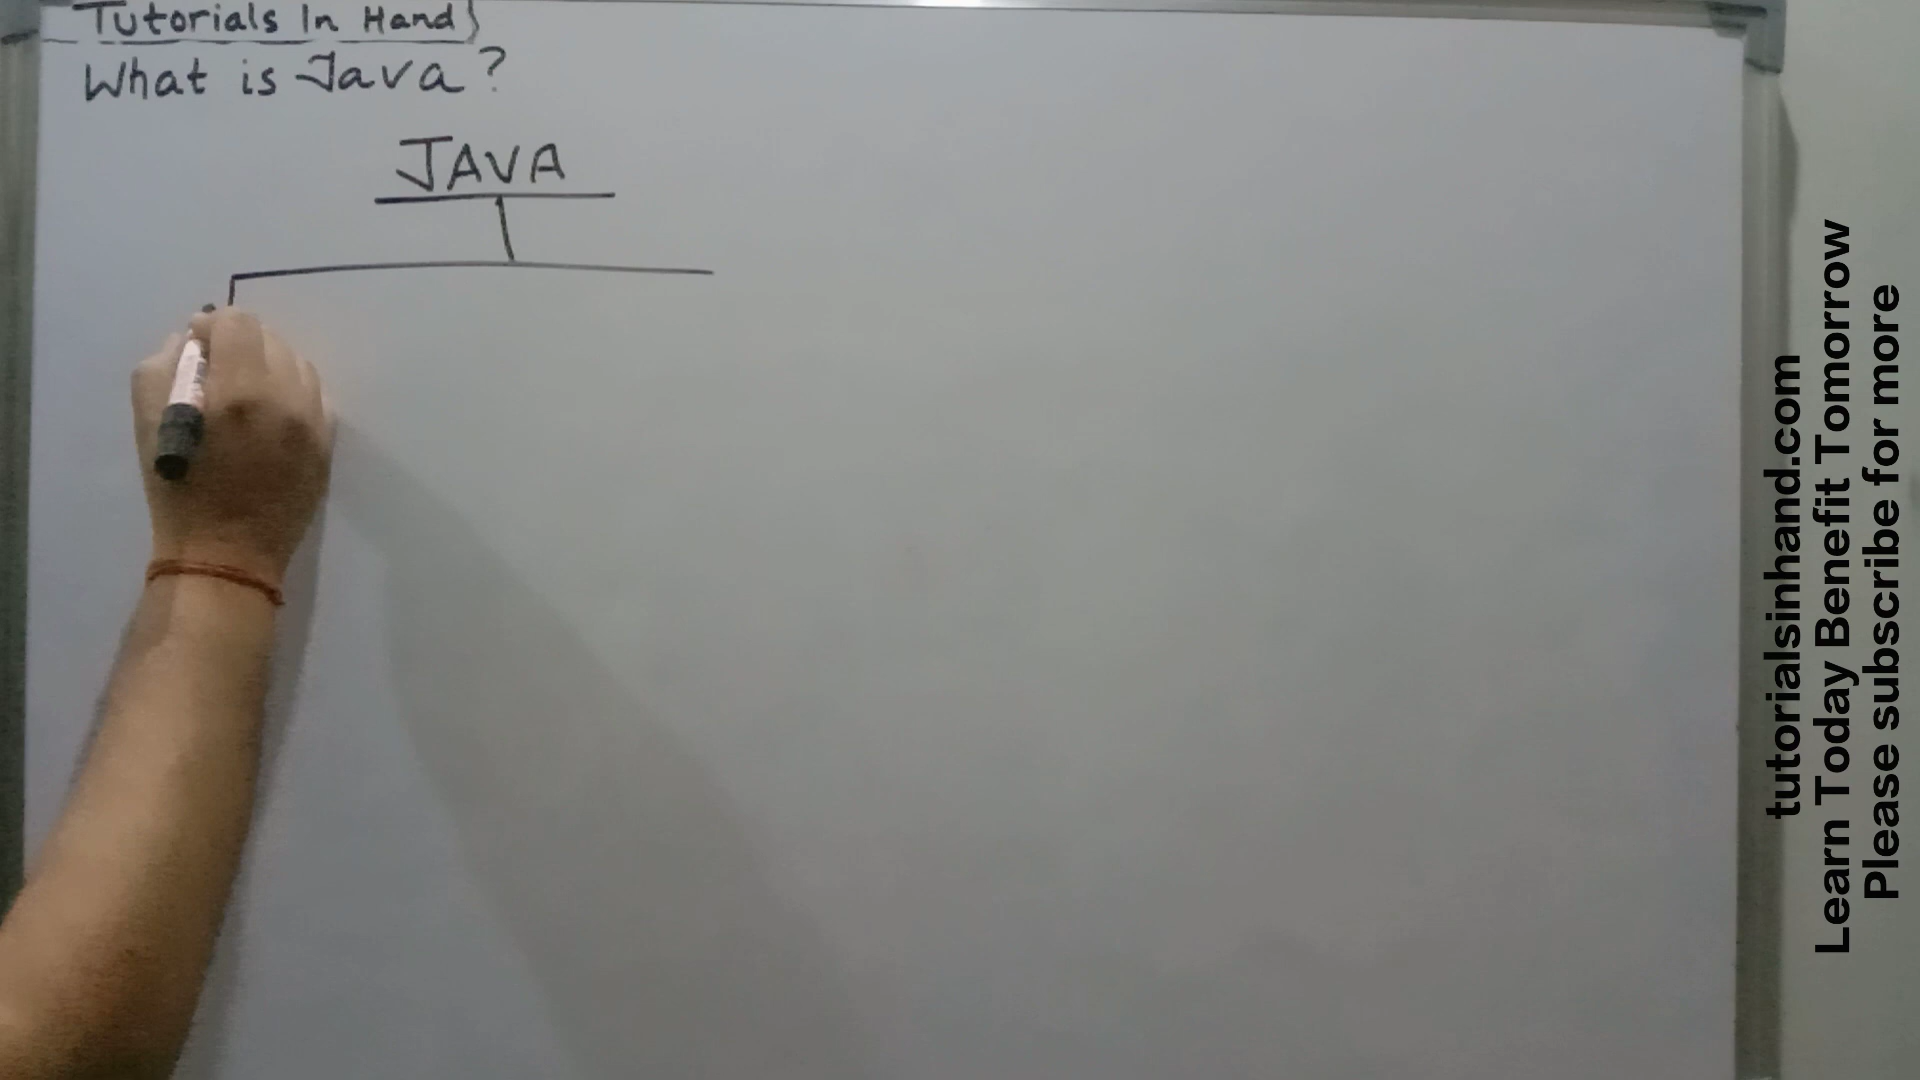 Tutorials In Hand
What is Java?
JAVA
tutorialsinhand.com
Learn Today Benefit Tomorrow
Please subscribe for more